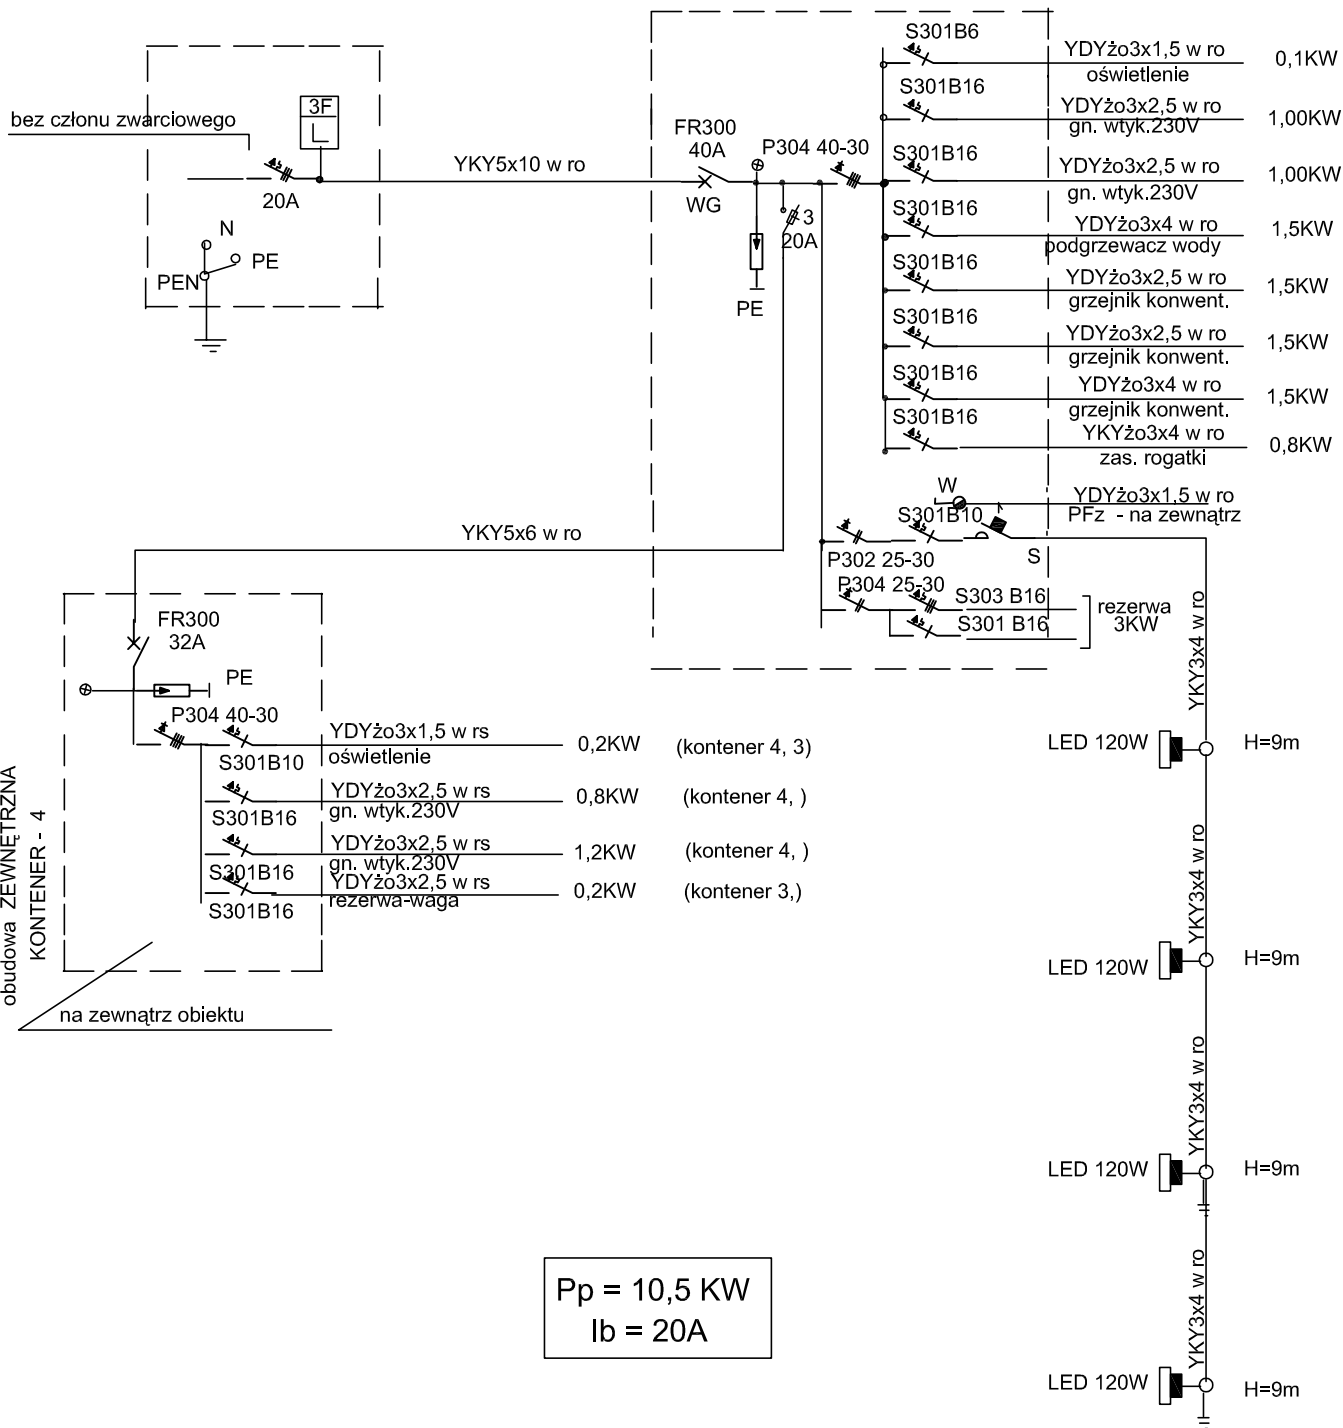 bez członu zwarciowego
3F
20A
N
PE
PEN
YKY5x10 w ro
FR300
40A
WG
P304 40-30
3
20A
PE
S301B6
YDYżo3x1,5 w ro
0,1KW
oświetlenie
S301B16
YDYżo3x2,5 w ro
1,00KW
gn. wtyk.230V
S301B16
YDYżo3x2,5 w ro
1,00KW
gn. wtyk.230V
S301B16
YDYżo3x4 w ro
1,5KW
podgrzewacz wody
S301B16
YDYżo3x2,5 w ro
1,5KW
grzejnik konwent.
S301B16
YDYżo3x2,5 w ro
1,5KW
grzejnik konwent.
S301B16
YDYżo3x4 w ro
1,5KW
grzejnik konwent.
S301B16
YKYżo3x4 w ro
0,8KW
zas. rogatki
W
YDYżo3x1,5 w ro
S301B10
PFz - na zewnątrz
S
P302 25-30
P304 25-30
S303 B16
S301 B16
rezerwa
3KW
YKY5x6 w ro
FR300
32A
PE
P304 40-30
S301B10
YDYżo3x1,5 w rs
oświetlenie
0,2KW
(kontener 4, 3)
S301B16
YDYżo3x2,5 w rs
gn. wtyk.230V
0,8KW
(kontener 4, )
S301B16
YDYżo3x2,5 w rs
gn. wtyk.230V
1,2KW
(kontener 4, )
S301B16
YDYżo3x2,5 w rs
rezerwa-waga
0,2KW
(kontener 3,)
obudowa ZEWNĘTRZNA
KONTENER - 4
na zewnątrz obiektu
YKY3x4 w ro
LED 120W
H=9m
YKY3x4 w ro
LED 120W
H=9m
YKY3x4 w ro
LED 120W
H=9m
YKY3x4 w ro
LED 120W
H=9m
Pp = 10,5 KW
Ib = 20A